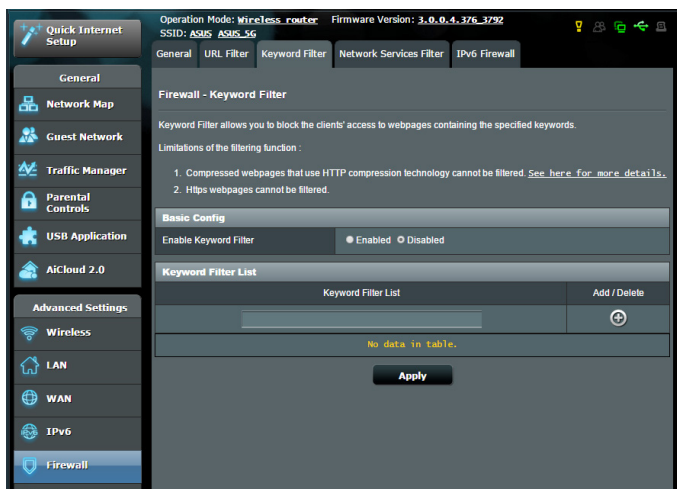 Quick Internet
Setup
Operation Mode: Wireless router Firmware Version: 3.0.0.4.376_3792
SSID: ASUS ASUS_5G
General URL Filter Keyword Filter Network Services Filter IPv6 Firewall
General
Network Map
Guest Network
Traffic Manager
Parental
Controls
USB Application
AiCloud 2.0
Advanced Settings
Wireless
LAN
WAN
IPv6
Firewall
Firewall - Keyword Filter
Keyword Filter allows you to block the clients' access to webpages containing the specified keywords.
Limitations of the filtering function :
1. Compressed webpages that use HTTP compression technology cannot be filtered. See here for more details.
2. Https webpages cannot be filtered.
Basic Config
Enable Keyword Filter Enabled Disabled
Keyword Filter List
Keyword Filter List Add / Delete
No data in table.
Apply